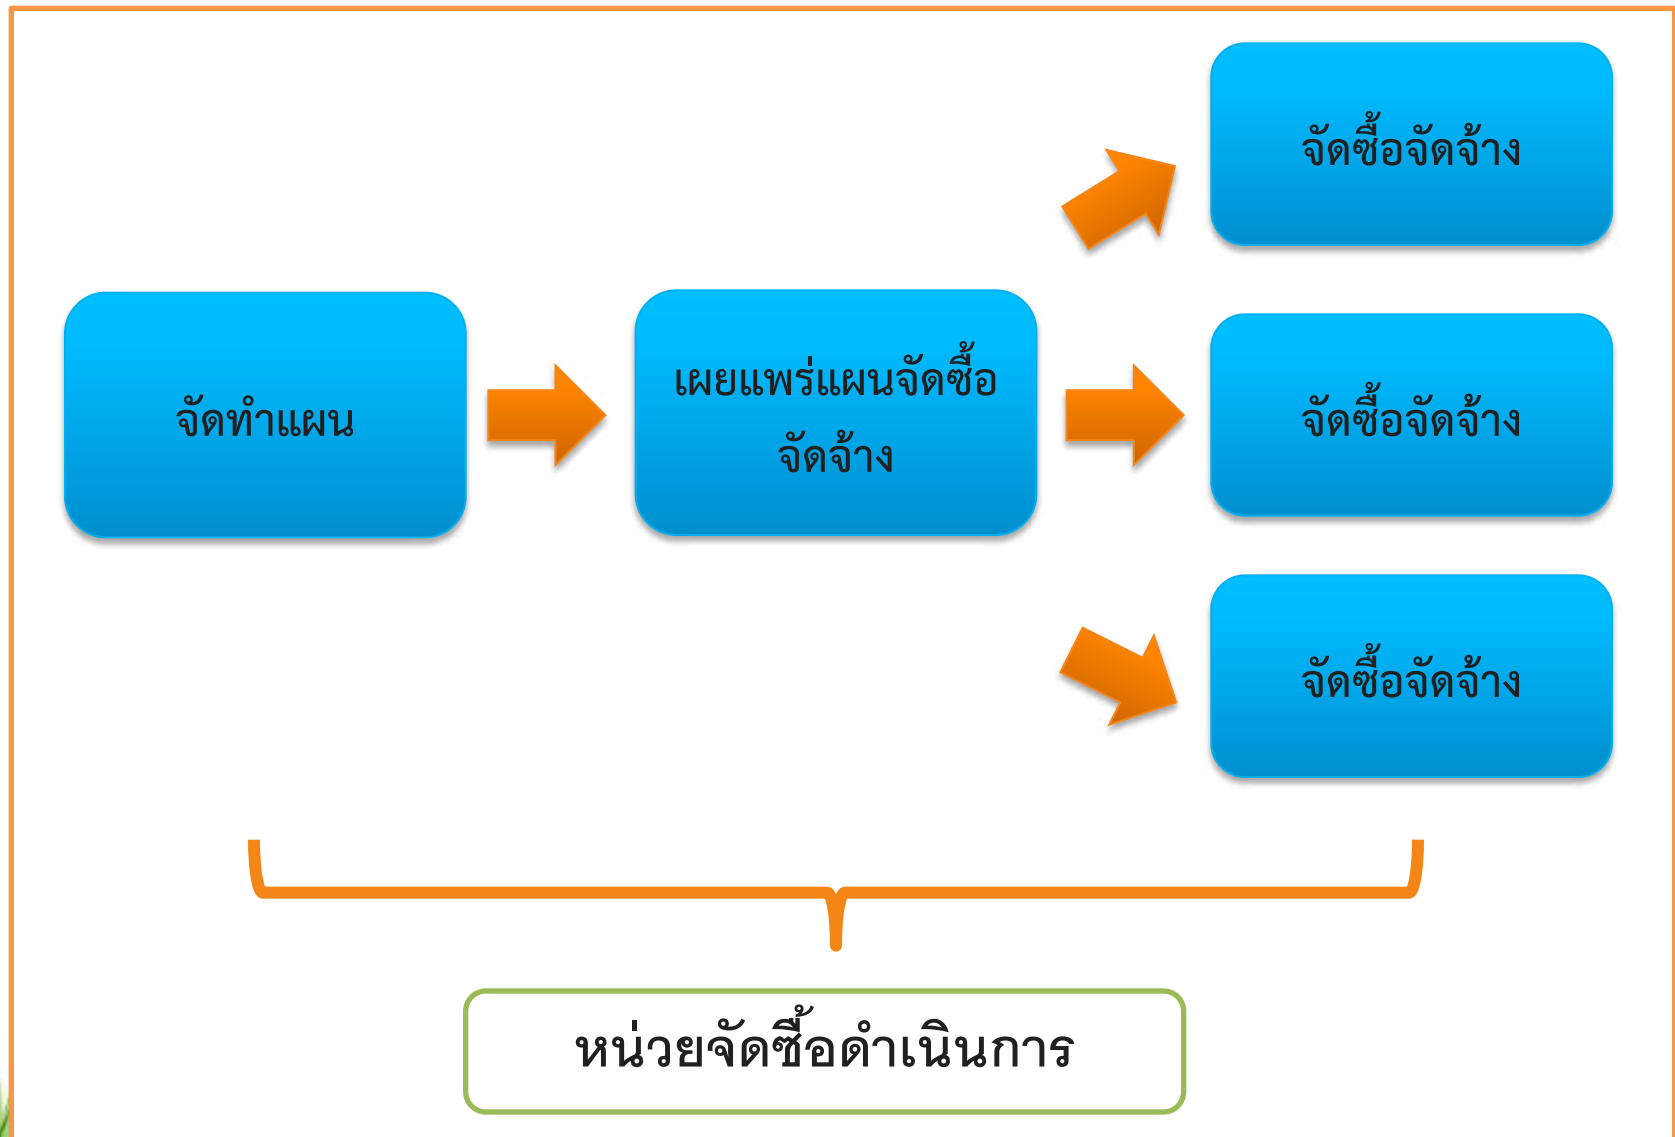 จัดทำแผน
เผยแพร่แผนจัดซื้อ
จัดจ้าง
จัดซื้อจัดจ้าง
จัดซื้อจัดจ้าง
จัดซื้อจัดจ้าง
หน่วยจัดซื้อดำเนินการ